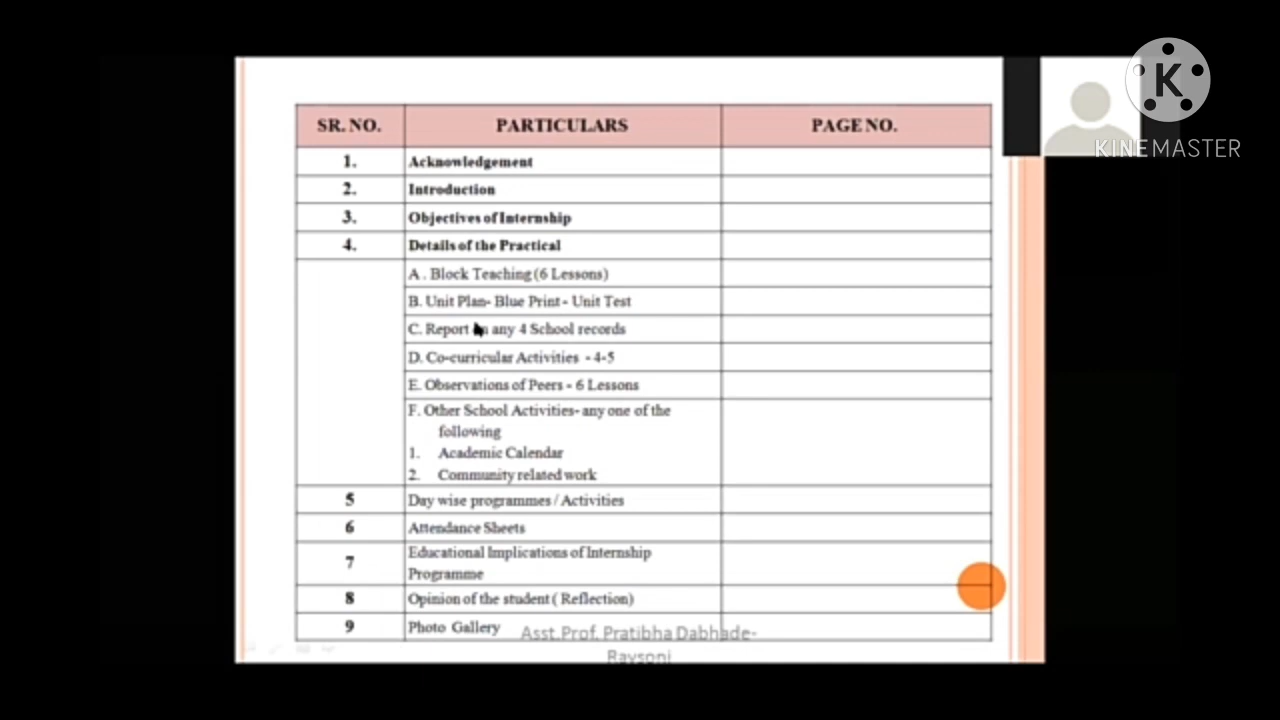 K
KINEMASTER
SR. NO. PARTICULARS PAGE NO.
1. Acknowledgement
2. Introduction
3. Objectives of Internship
4. Details of the Practical
A . Block Teaching (6 Lessons)
B. Unit Plan- Blue Print - Unit Test
C. Report any 4 School records
D. Co-curricular Activities - 4-5
E. Observations of Peers - 6 Lessons
F. Other School Activities- any one of the
following
1. Academic Calendar
2. Community related work
5 Day wise programmes / Activities
6 Attendance Sheets
7 Educational Implications of Internship
Programme
8 Opinion of the student ( Reflection)
9 Photo Gallery
Asst.Prof. Pratibha Dabhade-
Raysoni